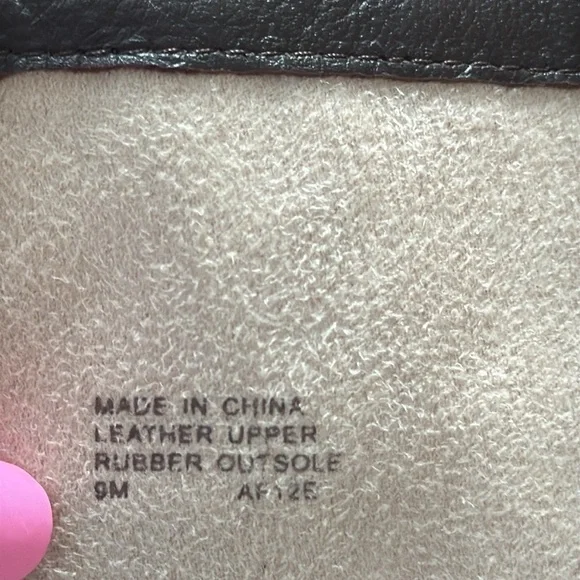 MADE IN CHINA
LEATHER UPPER
RUBBER OUTSOLE
9M AF12E